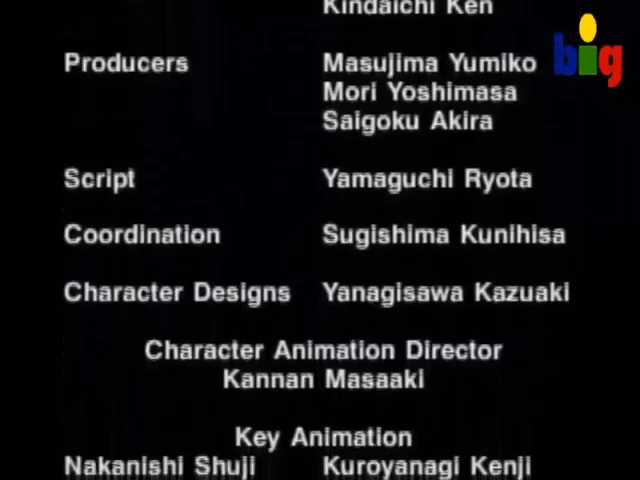 Kindaichi Ken
big
Producers Masujima Yumiko
Mori Yoshimasa
Saigoku Akira
Script Yamaguchi Ryota
Coordination Sugishima Kunihisa
Character Designs Yanagisawa Kazuaki
Character Animation Director
Kannan Masaaki
Key Animation
Nakanishi Shuji Kuroyanagi Kenji